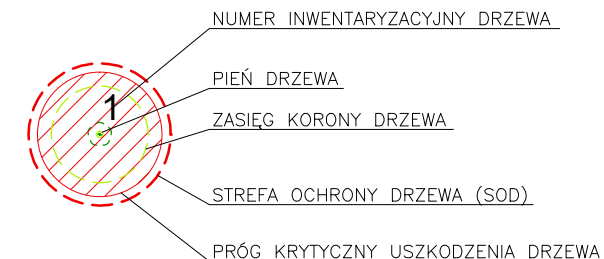 NUMER INWENTARYZACYJNY DRZEWA
1
PIEŃ DRZEWA
ZASIĘG KORONY DRZEWA
STREFA OCHRONY DRZEWA (SOD)
PRÓG KRYTYCZNY USZKODZENIA DRZEWA